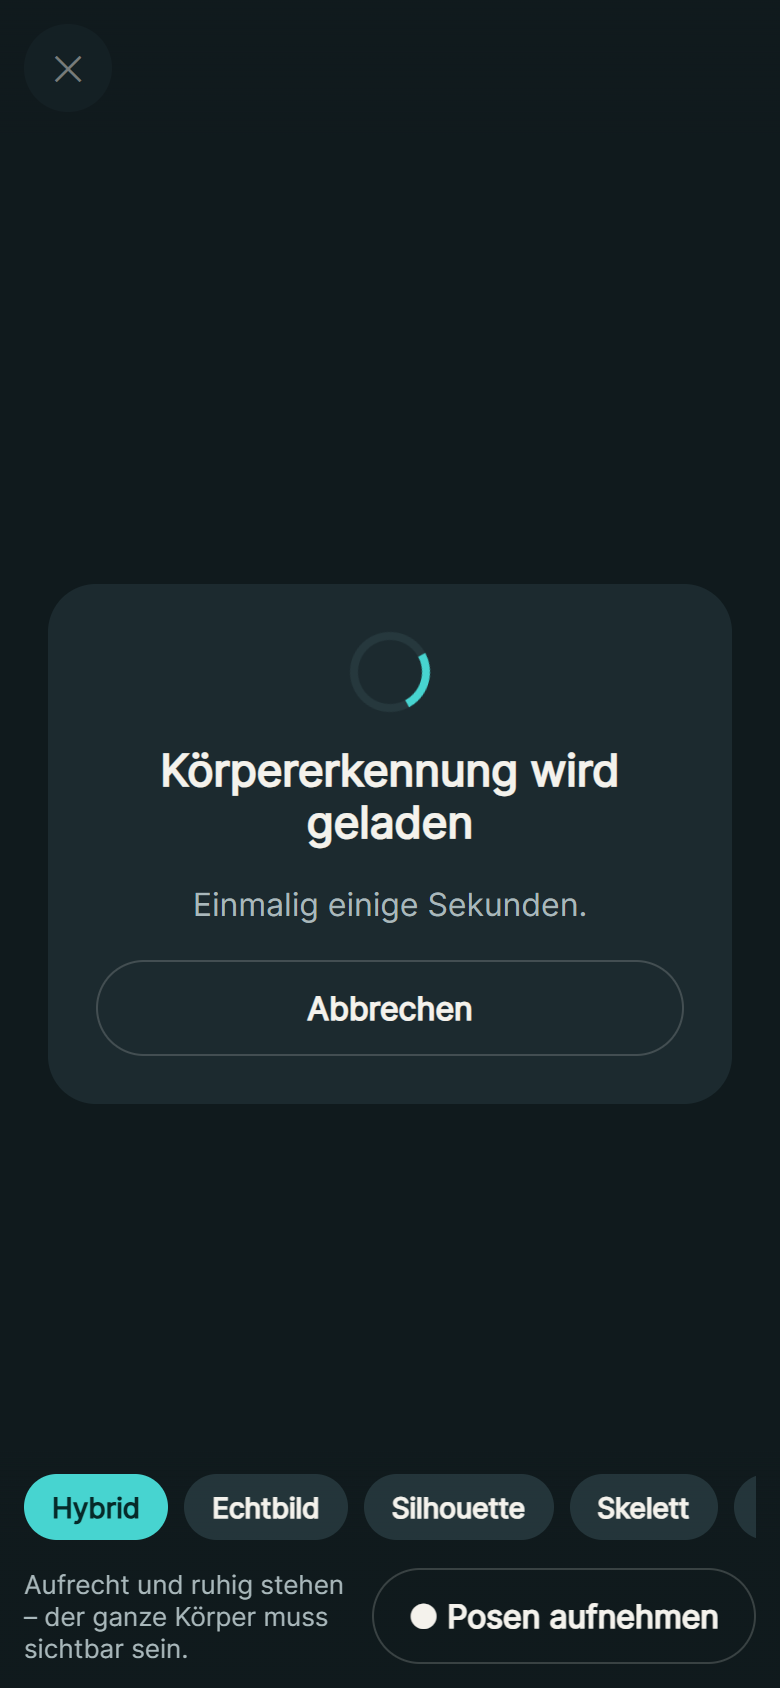 Körpererkennung wird
geladen
Einmalig einige Sekunden.
Abbrechen
Hybrid Echtbild Silhouette Skelett
Aufrecht und ruhig stehen
– der ganze Körper muss
sichtbar sein.
Posen aufnehmen